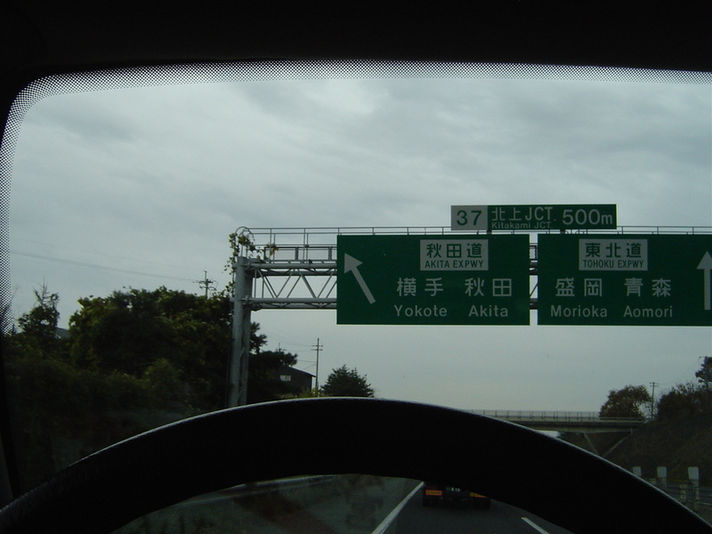 37 北上JCT 500m
Kitakami JCT
秋田道
AKITA EXPWY
横手 秋田
Yokote Akita
東北道
TOHOKU EXPWY
盛岡 青森
Morioka Aomori